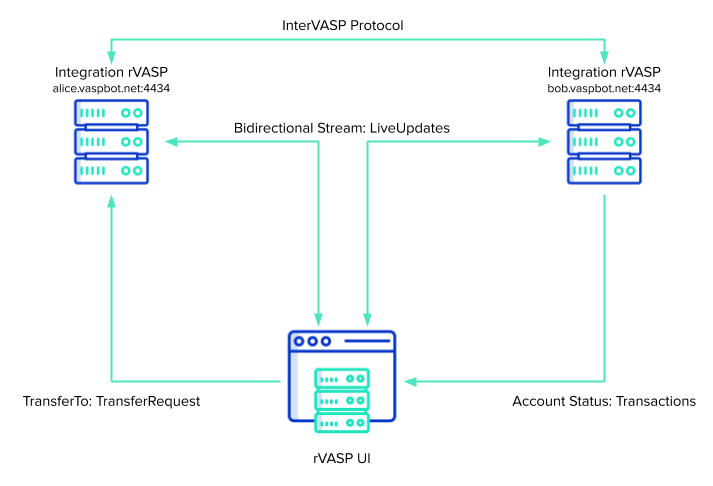 InterVASP Protocol
Integration rVASP
alice.vaspbot.net:4434
Integration rVASP
bob.vaspbot.net:4434
Bidirectional Stream: LiveUpdates
TransferTo: TransferRequest
Account Status: Transactions
rVASP UI